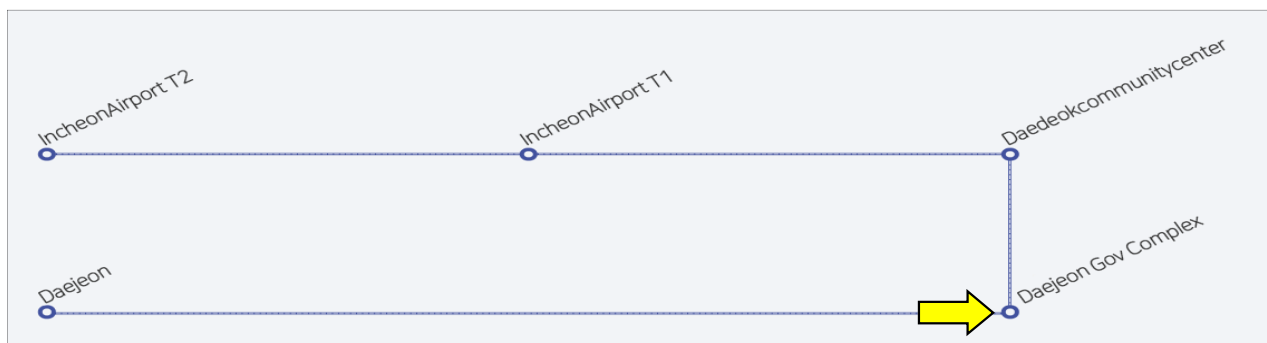 IncheonAirport T2
IncheonAirport T1
Daedeokcommunitycenter
Daejeon
Daejeon Gov Complex